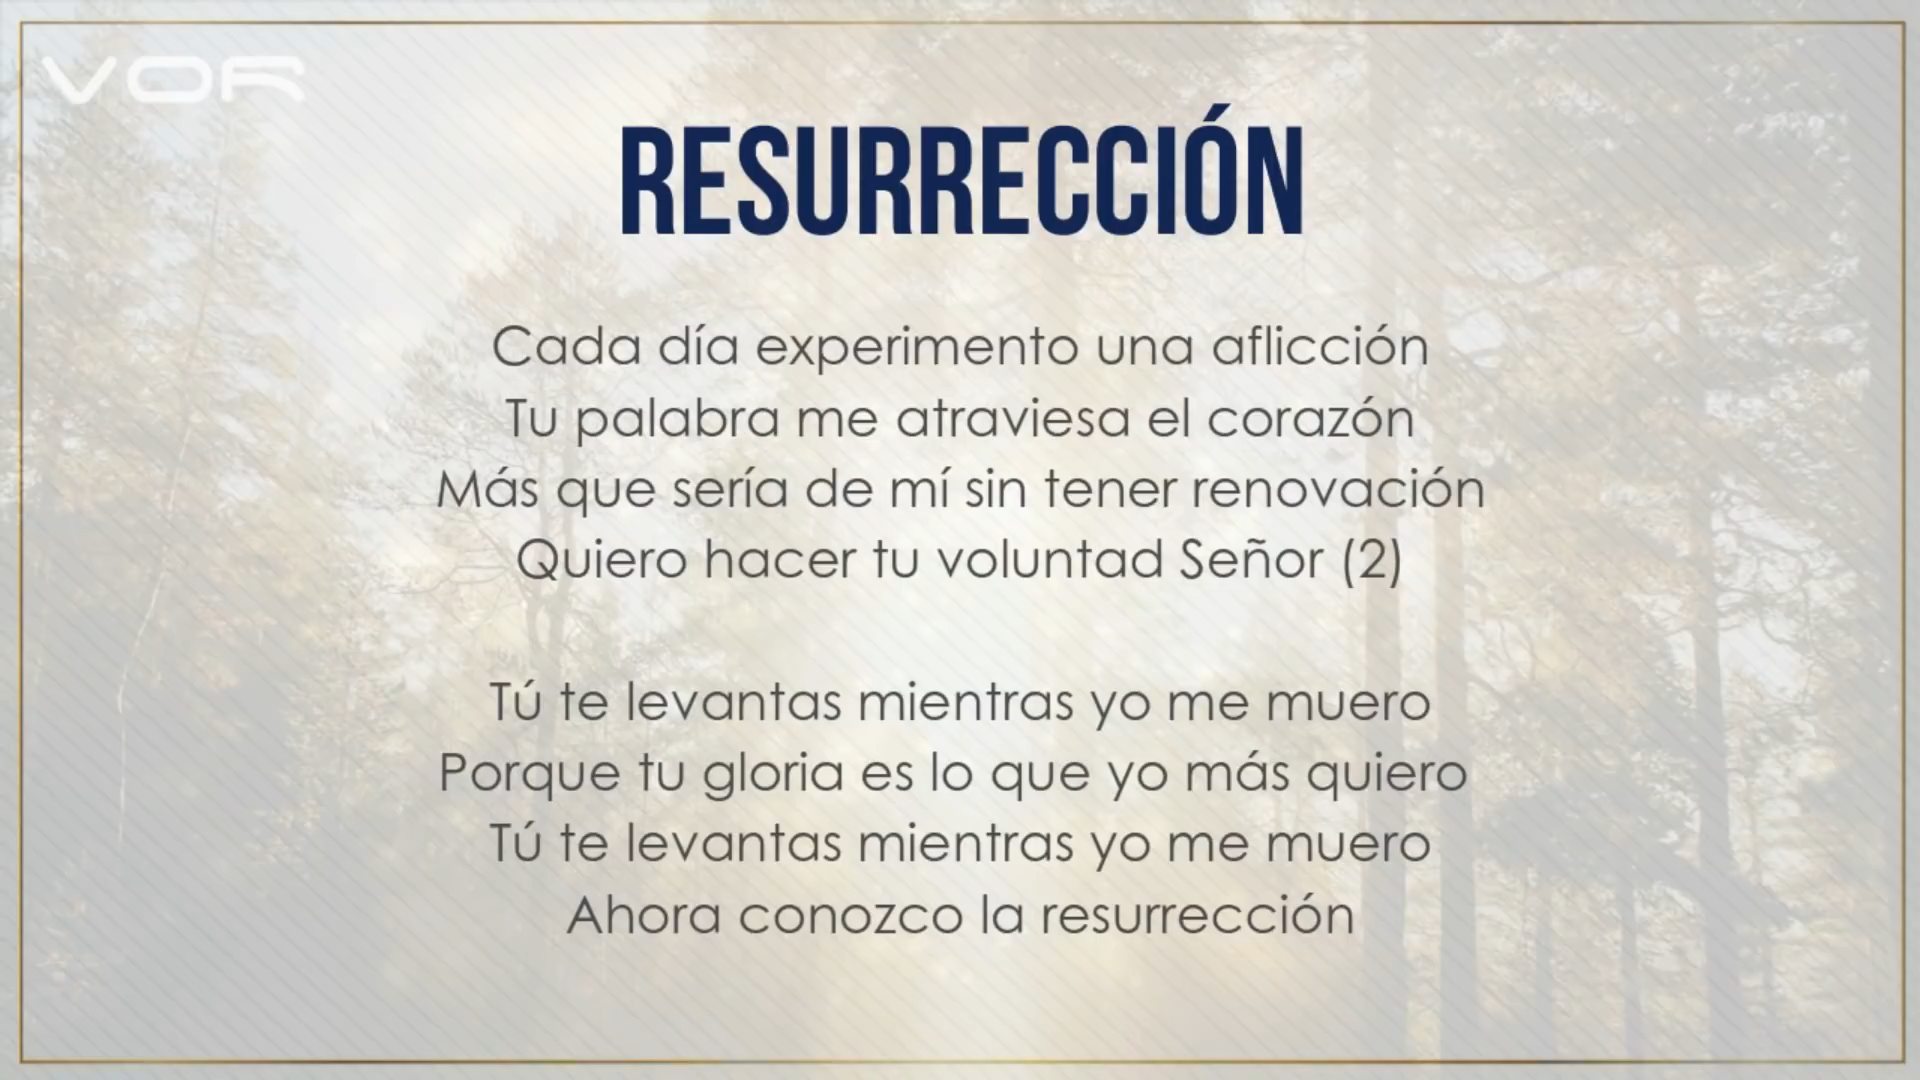 VOR
RESURRECCIÓN
Cada día experimento una aflicción
Tu palabra me atraviesa el corazón
Más que sería de mí sin tener renovación
Quiero hacer tu voluntad Señor (2)
Tú te levantas mientras yo me muero
Porque tu gloria es lo que yo más quiero
Tú te levantas mientras yo me muero
Ahora conozco la resurrección